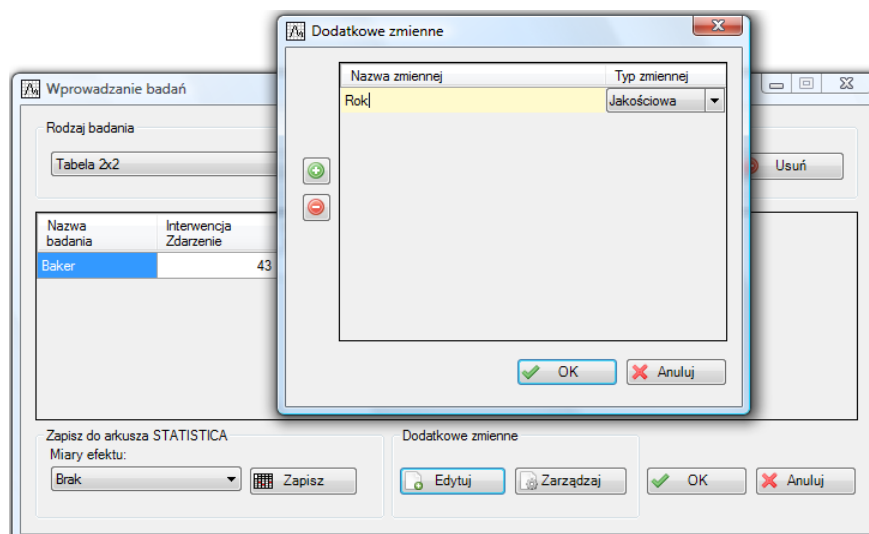 Dodatkowe zmienne
Nazwa zmiennej Typ zmiennej
Rok Jakościowa
OK Anuluj
Wprowadzanie badań
Rodzaj badania
Tabela 2x2 Usuń
Nazwa badania Interwencja Zdarzenie
Baker 43
Zapisz do arkusza STATISTICA
Miary efektu:
Brak Zapisz
Dodatkowe zmienne
Edytuj Zarządzaj OK Anuluj